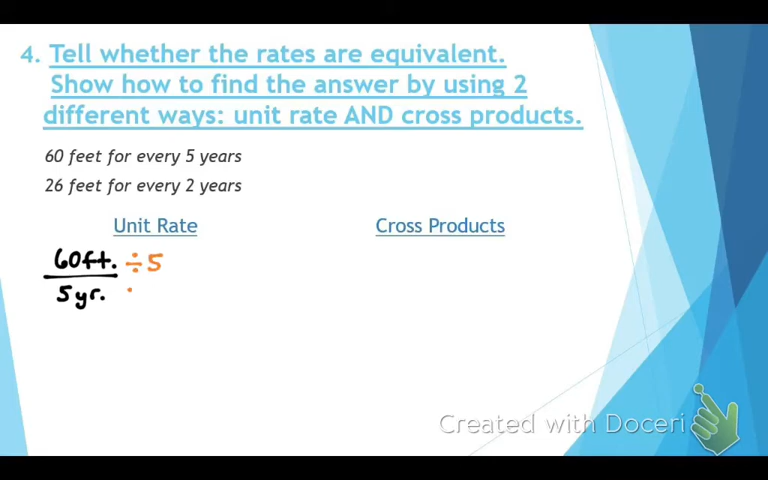 4. Tell whether the rates are equivalent.
Show how to find the answer by using 2
different ways: unit rate AND cross products.
60 feet for every 5 years
26 feet for every 2 years
Unit Rate
Cross Products
60ft. ÷5
5yr.
Created with Doceri